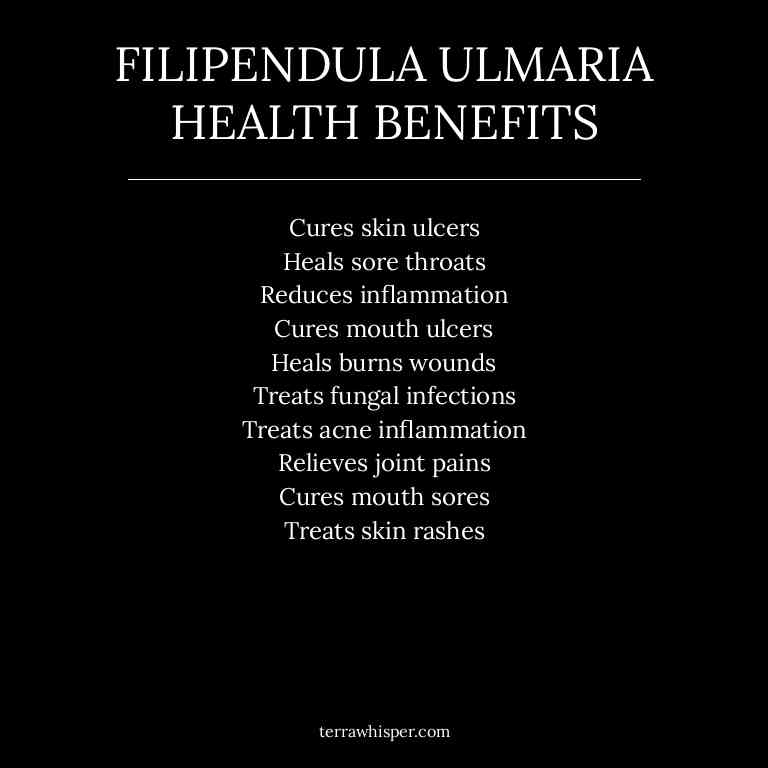 FILIPENDULA ULMARIA
HEALTH BENEFITS
Cures skin ulcers
Heals sore throats
Reduces inflammation
Cures mouth ulcers
Heals burns wounds
Treats fungal infections
Treats acne inflammation
Relieves joint pains
Cures mouth sores
Treats skin rashes
terrawhisper.com